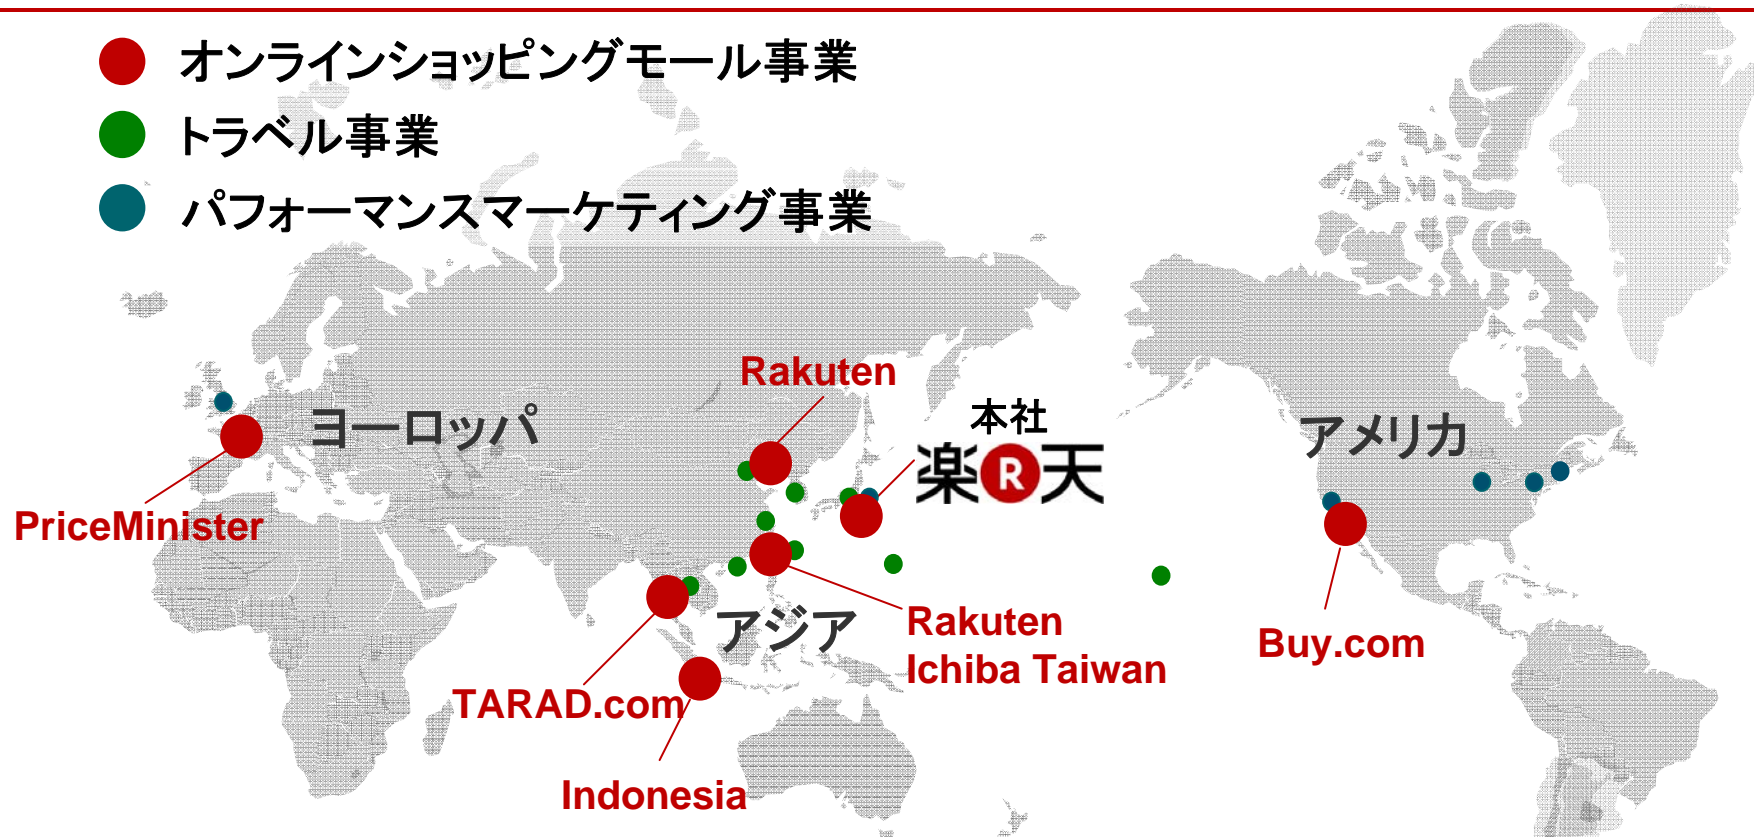 オンラインショッピングモール事業
トラベル事業
パフォーマンスマーケティング事業
Rakuten
本社
楽R天
ヨーロッパ
アメリカ
PriceMinister
アジア
Rakuten
Ichiba Taiwan
Buy.com
TARAD.com
Indonesia